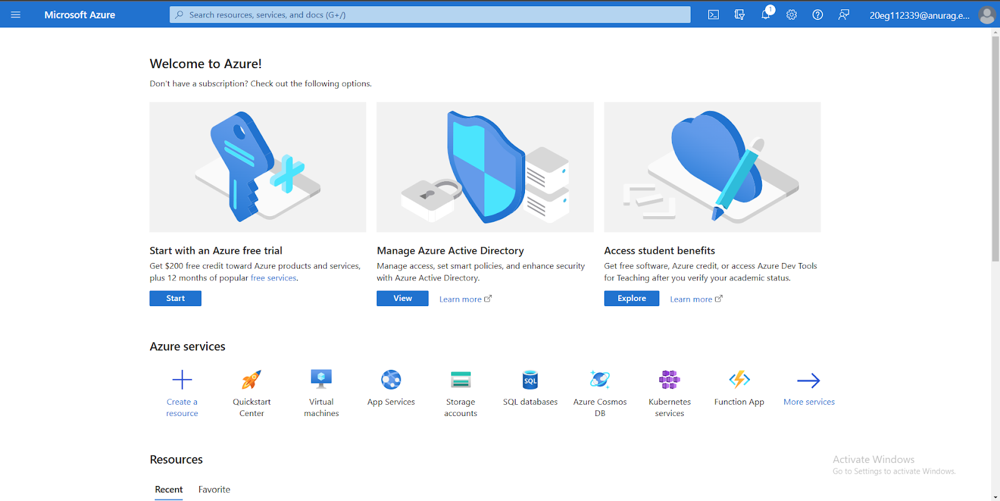 Microsoft Azure
Search resources, services, and docs (G+/)
1
20eg112339@anurag.e...
Welcome to Azure!
Don't have a subscription? Check out the following options.
Start with an Azure free trial
Get $200 free credit toward Azure products and services,
plus 12 months of popular free services.
Start
Manage Azure Active Directory
Manage access, set smart policies, and enhance security
with Azure Active Directory.
View
Learn more
Access student benefits
Get free software, Azure credit, or access Azure Dev Tools
for Teaching after you verify your academic status.
Explore
Learn more
Azure services
Create a
resource
Quickstart
Center
Virtual
machines
App Services
Storage
accounts
SQL
SQL databases
Azure Cosmos
DB
Kubernetes
services
Function App
More services
Resources
Recent
Favorite
Activate Windows
Go to Settings to activate Windows.